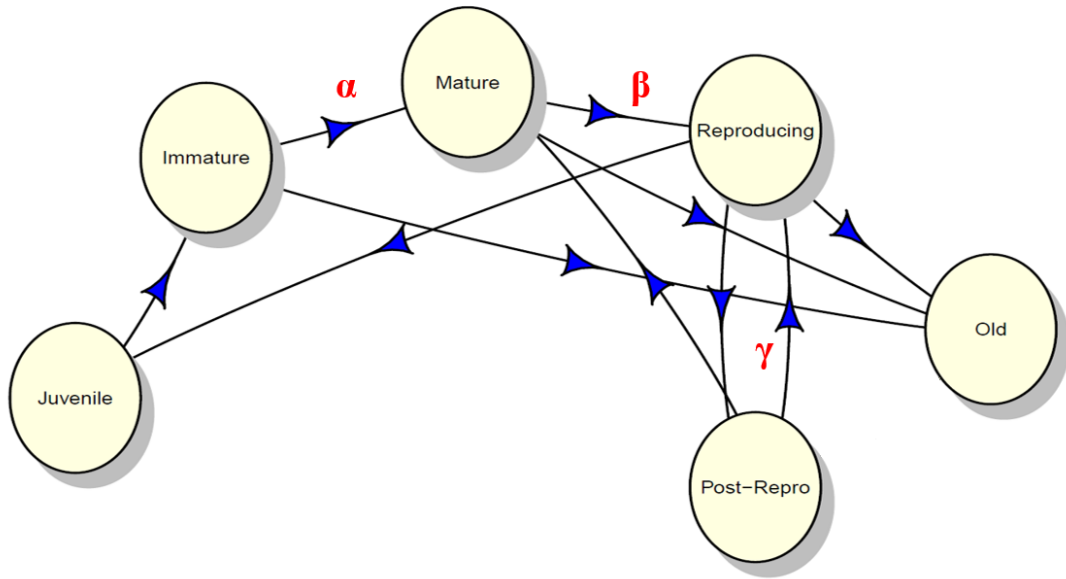 Mature
α
β
Reproducing
Immature
Old
γ
Juvenile
Post−Repro